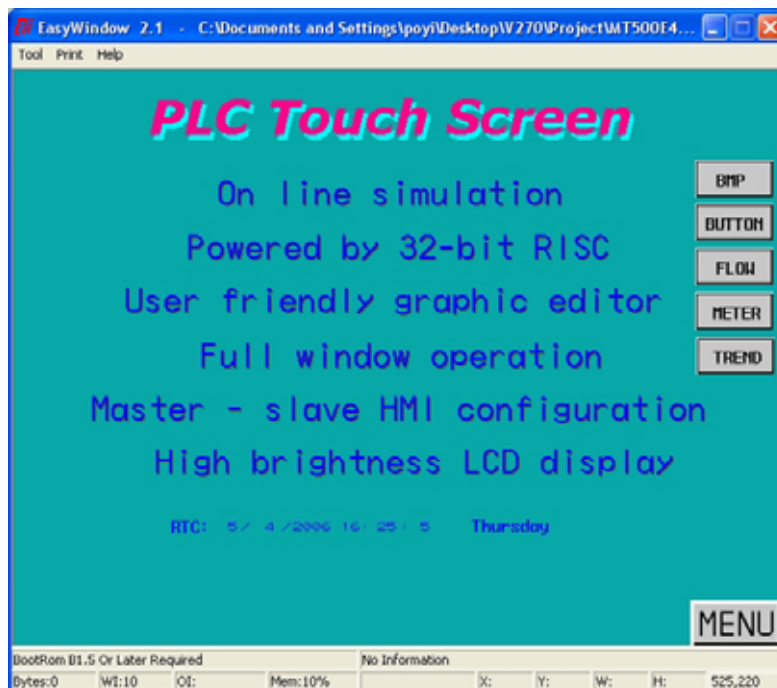 EasyWindow 2.1 - C:\Documents and Settings\poyi\Desktop\V270\Project\MT500E4...
Tool Print Help
PLC Touch Screen
On line simulation
Powered by 32-bit RISC
User friendly graphic editor
Full window operation
Master - slave HMI configuration
High brightness LCD display
BMP
BUTTON
FLOW
METER
TREND
RTC: 5/ 4/2006 16: 25: 5 Thursday
MENU
BootRom B1.5 Or Later Required No Information
Bytes:0 WI:10 OI: Mem:10% X: Y: W: H: 525,220